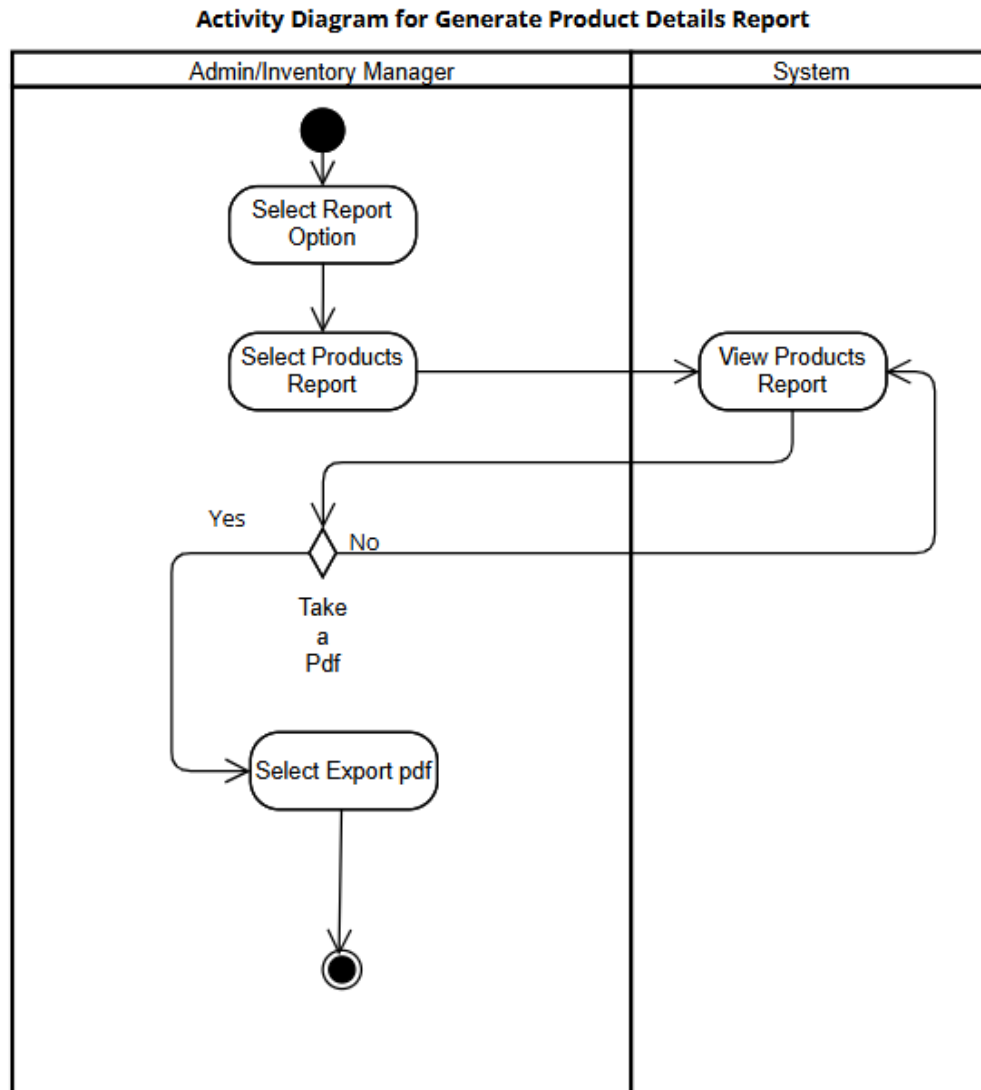 Activity Diagram for Generate Product Details Report
Admin/Inventory Manager
System
Select Report
Option
Select Products
Report
View Products
Report
Yes
No
Take
a
Pdf
Select Export pdf